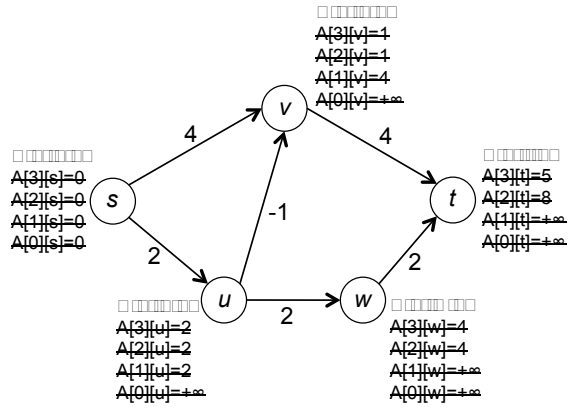 A[3][v]=1
A[2][v]=1
A[1][v]=4
A[0][v]=+∞
v
4
4
A[3][s]=0
A[2][s]=0
A[1][s]=0
A[0][s]=0
s
-1
t
A[3][t]=5
A[2][t]=8
A[1][t]=+∞
A[0][t]=+∞
2
2
u
2
w
A[3][u]=2
A[2][u]=2
A[1][u]=2
A[0][u]=+∞
A[3][w]=4
A[2][w]=4
A[1][w]=+∞
A[0][w]=+∞